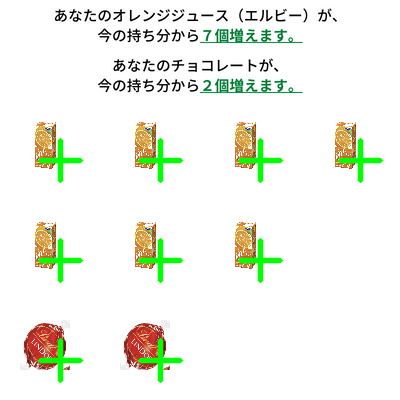 あなたのオレンジジュース（エルビー）が、
今の持ち分から７個増えます。
あなたのチョコレートが、
今の持ち分から２個増えます。